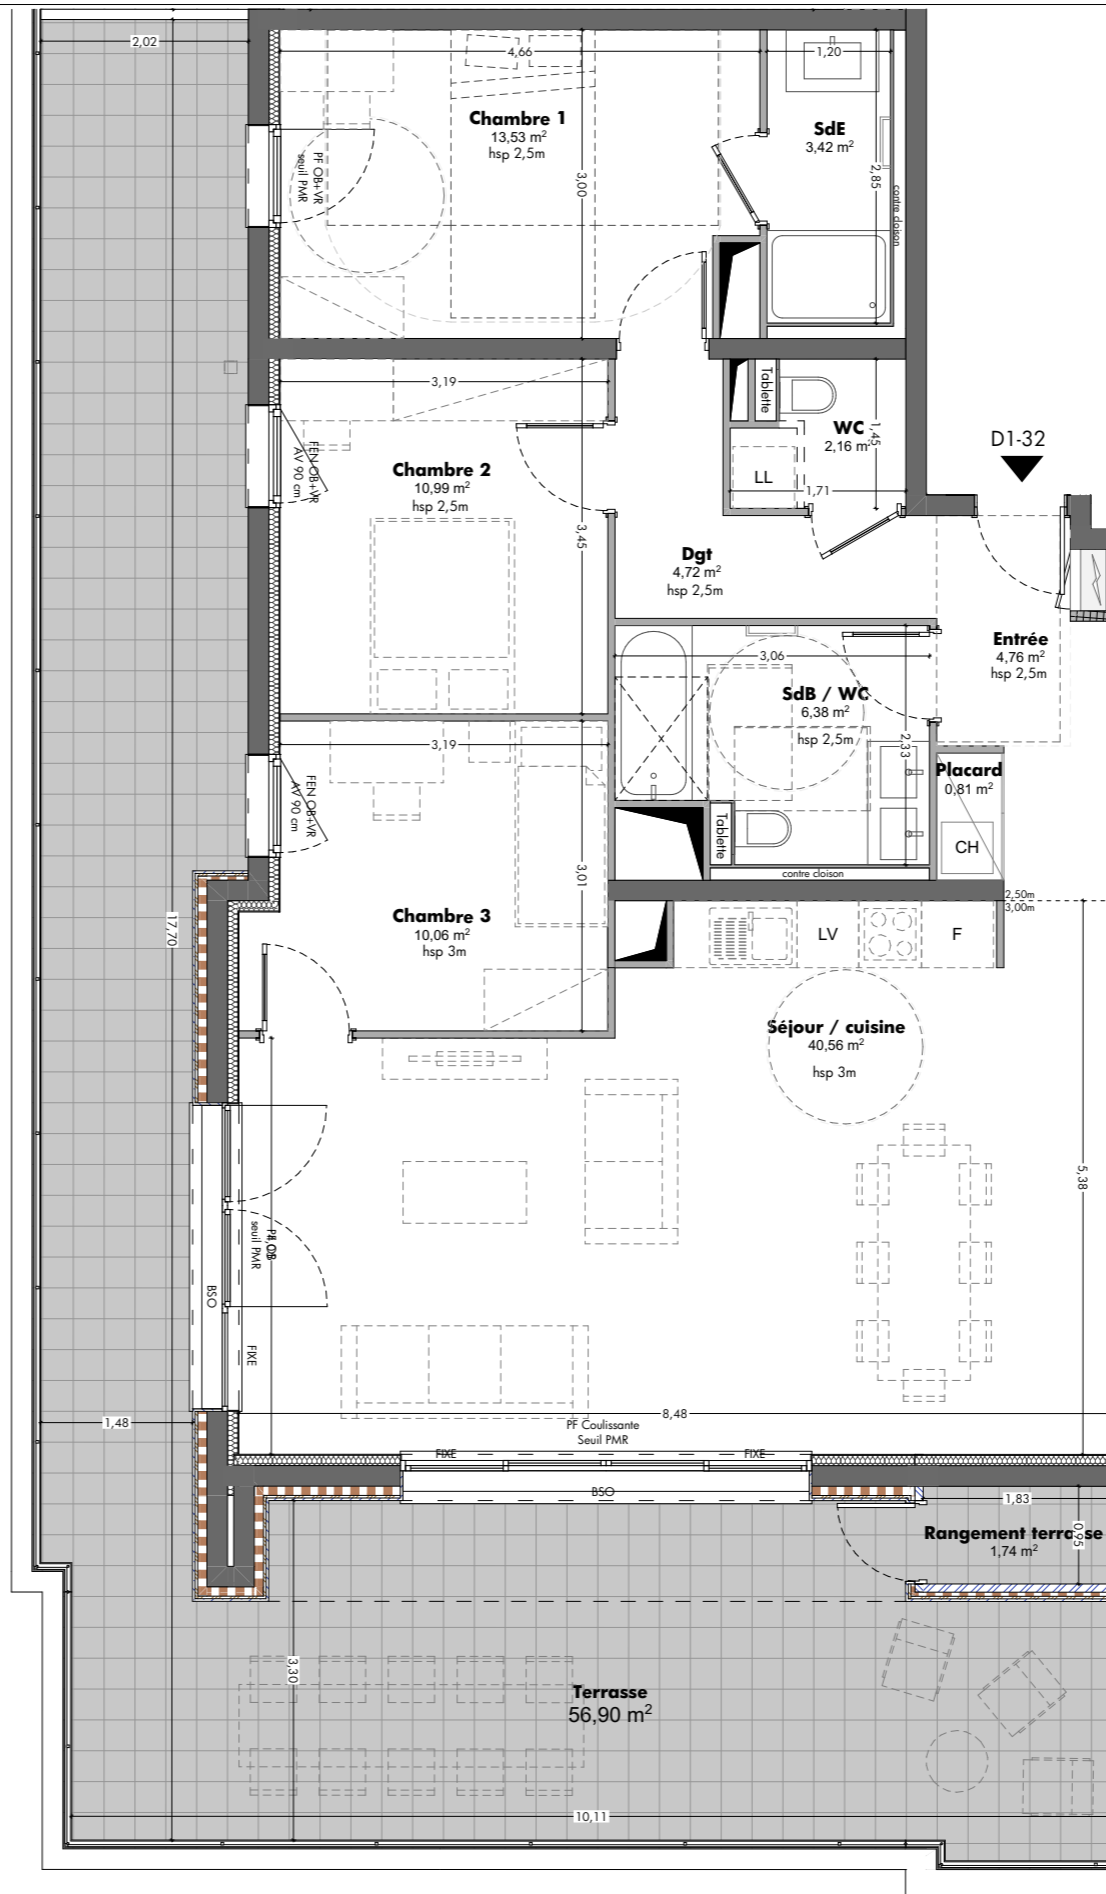 2,02
4,66
1,20
Chambre 1
13,53 m²
hsp 2,5m
SdE
3,42 m²
PF OB+VR
seuil PMR
3,00
2,85
contre cloison
3,19
Tablette
WC
2,16 m²
1,45
LL
1,71
D1-32
Chambre 2
10,99 m²
hsp 2,5m
FEN OB+VR
AV 90 cm
3,45
Dgt
4,72 m²
hsp 2,5m
Entrée
4,76 m²
hsp 2,5m
3,06
SdB / WC
6,38 m²
hsp 2,5m
2,33
3,19
Placard
0,81 m²
CH
FEN OB+VR
AV 90 cm
Tablette
contre cloison
3,01
2,50m
3,00m
17,70
Chambre 3
10,06 m²
hsp 3m
LV
F
Séjour / cuisine
40,56 m²
hsp 3m
5,38
PF OB
seuil PMR
BSO
FIXE
1,48
8,48
PF Coulissante
Seuil PMR
FIXE
FIXE
BSO
1,83
Rangement terrasse
1,74 m²
0,95
3,30
Terrasse
56,90 m²
10,11